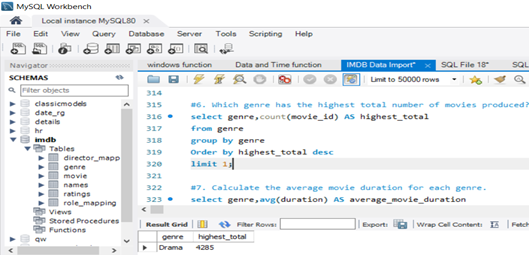 MySQL Workbench
Local instance MySQL80
File Edit View Query Database Server Tools Scripting Help
Navigator
SCHEMAS
Filter objects
classicmodels
date_rg
details
hr
imdb
Tables
director_mapp
genre
movie
names
ratings
role_mapping
Views
Stored Procedures
Functions
qw
windows function Data and Time function IMDB Data Import* SQL File 18* SQL
Limit to 50000 rows
314
315 #6. Which genre has the highest total number of movies produced?
316 select genre,count(movie_id) AS highest_total
317 from genre
318 group by genre
319 Order by highest_total desc
320 limit 1;
321
322 #7. Calculate the average movie duration for each genre.
323 select genre,avg(duration) AS average_movie_duration
Result Grid Filter Rows: Export: Wrap Cell Content: Fetch
genre highest_total
Drama 4285